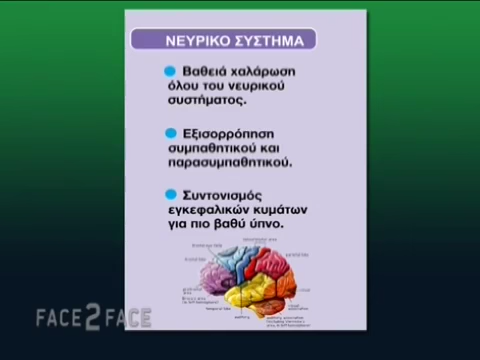 ΝΕΥΡΙΚΟ ΣΥΣΤΗΜΑ
Βαθειά χαλάρωση
όλου του νευρικού
συστήματος.
Εξισορρόπηση
συμπαθητικού και
παρασυμπαθητικού.
Συντονισμός
εγκεφαλικών κυμάτων
για πιο βαθύ ύπνο.
FACE2FACE